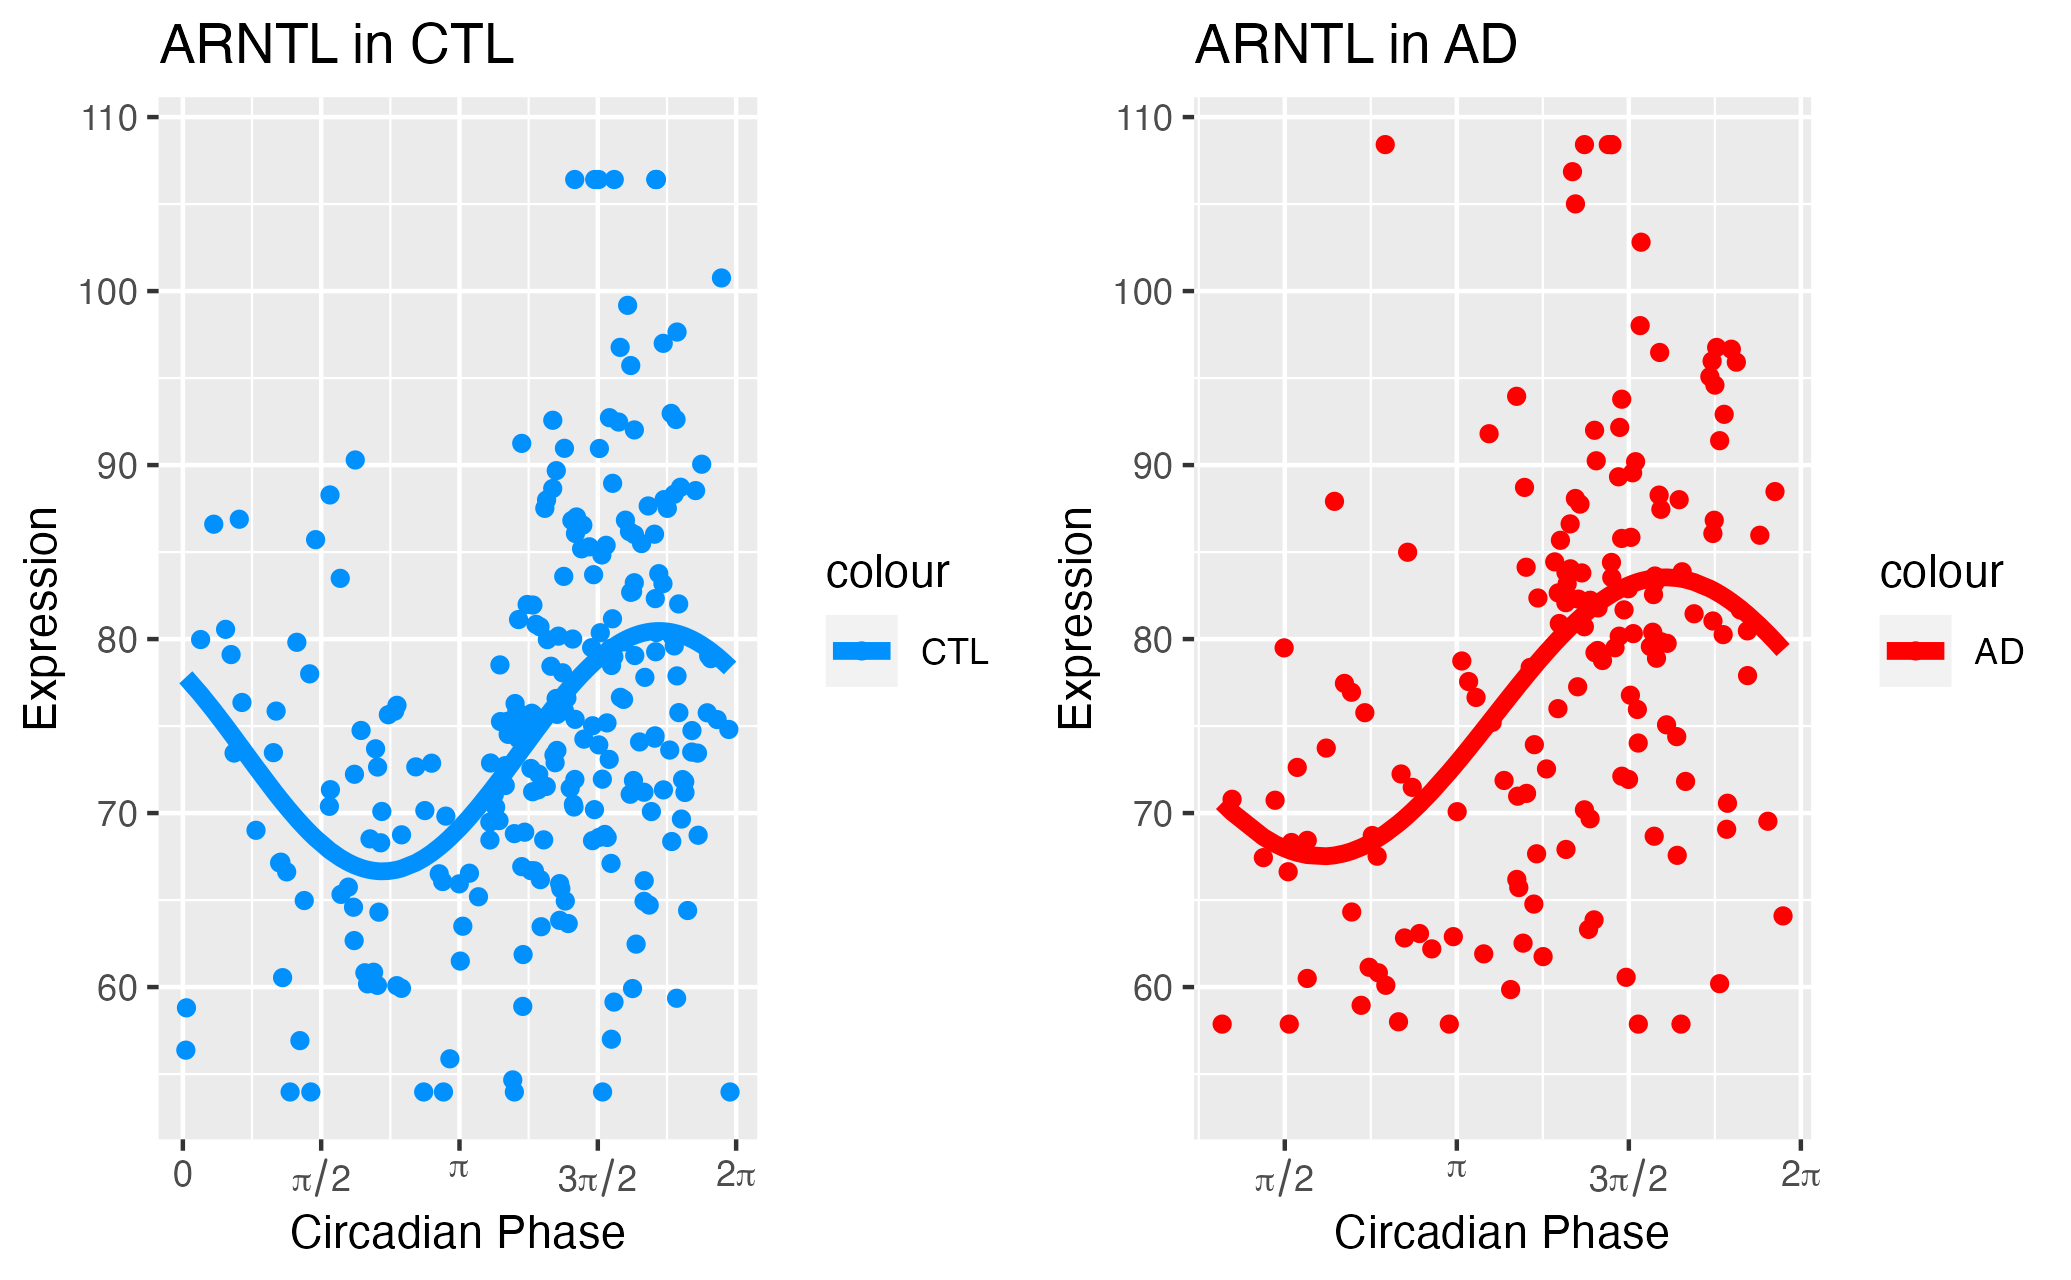 ARNTL in CTL
110
100
90
80
70
60
Expression
0
π/2
π
3π/2
2π
Circadian Phase
colour
CTL
ARNTL in AD
110
100
90
80
70
60
Expression
π/2
π
3π/2
2π
Circadian Phase
colour
AD